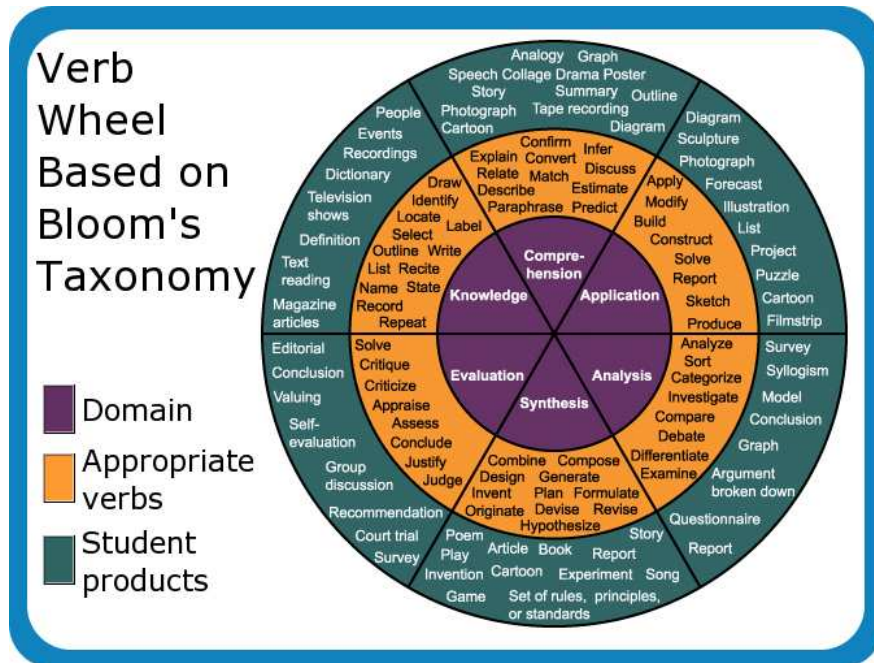 Verb
Wheel
Based on
Bloom's
Taxonomy
Domain
Appropriate
verbs
Student
products
Knowledge
Compre-
hension
Application
Analysis
Synthesis
Evaluation
Draw
Identify
Locate
Label
Select
Outline Write
List Recite
Name State
Record
Repeat
Confirm
Infer
Explain
Convert
Discuss
Relate
Match
Describe
Estimate
Paraphrase
Predict
Apply
Modify
Build
Construct
Solve
Report
Sketch
Produce
Analyze
Sort
Categorize
Investigate
Compare
Debate
Differentiate
Examine
Combine Compose
Design Generate
Invent Plan Formulate
Originate Devise Revise
Hypothesize
Solve
Critique
Criticize
Appraise
Assess
Conclude
Justify
Judge
People
Events
Recordings
Dictionary
Television
shows
Definition
Text
reading
Magazine
articles
Analogy Graph
Speech Collage Drama Poster
Story Summary Outline
Photograph Tape recording
Cartoon Diagram
Diagram
Sculpture
Photograph
Forecast
Illustration
List
Project
Puzzle
Cartoon
Filmstrip
Survey
Syllogism
Model
Conclusion
Graph
Argument
broken down
Questionnaire
Report
Poem Story
Play Article Book Report
Invention Cartoon Experiment Song
Game Set of rules, principles,
or standards
Editorial
Conclusion
Valuing
Self-
evaluation
Group
discussion
Recommendation
Court trial
Survey